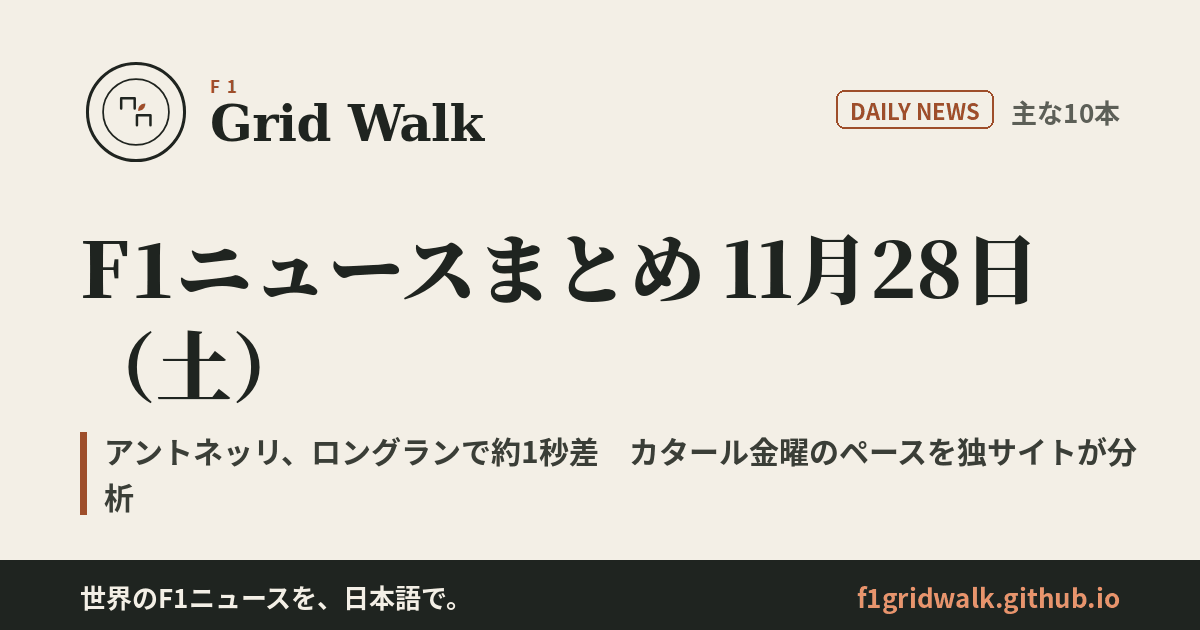 F1
Grid Walk
DAILY NEWS
主な10本
F1ニュースまとめ 11月28日
（土）
アントネッリ、ロングランで約1秒差　カタール金曜のペースを独サイトが分
析
世界のF1ニュースを、日本語で。
f1gridwalk.github.io